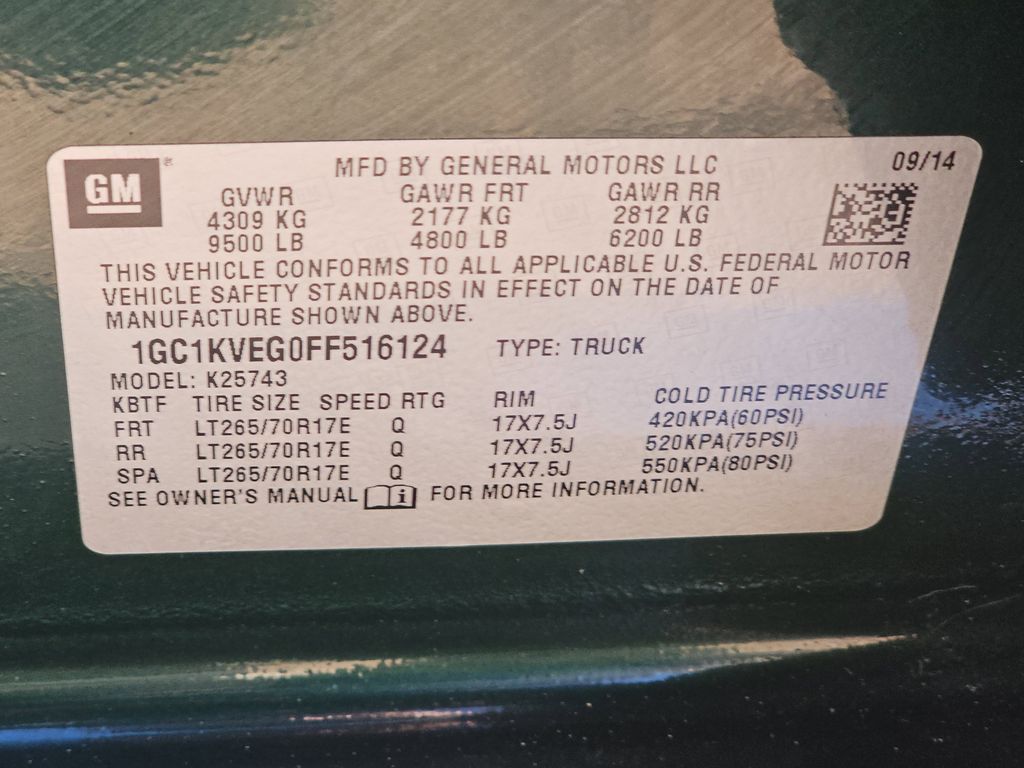 GM ® MFD BY GENERAL MOTORS LLC 09/14
GVWR GAWR FRT GAWR RR
4309 KG 2177 KG 2812 KG
9500 LB 4800 LB 6200 LB
THIS VEHICLE CONFORMS TO ALL APPLICABLE U.S. FEDERAL MOTOR
VEHICLE SAFETY STANDARDS IN EFFECT ON THE DATE OF
MANUFACTURE SHOWN ABOVE.
1GC1KVEG0FF516124 TYPE: TRUCK
MODEL: K25743
KBTF TIRE SIZE SPEED RTG RIM COLD TIRE PRESSURE
FRT LT265/70R17E Q 17X7.5J 420KPA(60PSI)
RR LT265/70R17E Q 17X7.5J 520KPA(75PSI)
SPA LT265/70R17E Q 17X7.5J 550KPA(80PSI)
SEE OWNER'S MANUAL i FOR MORE INFORMATION.